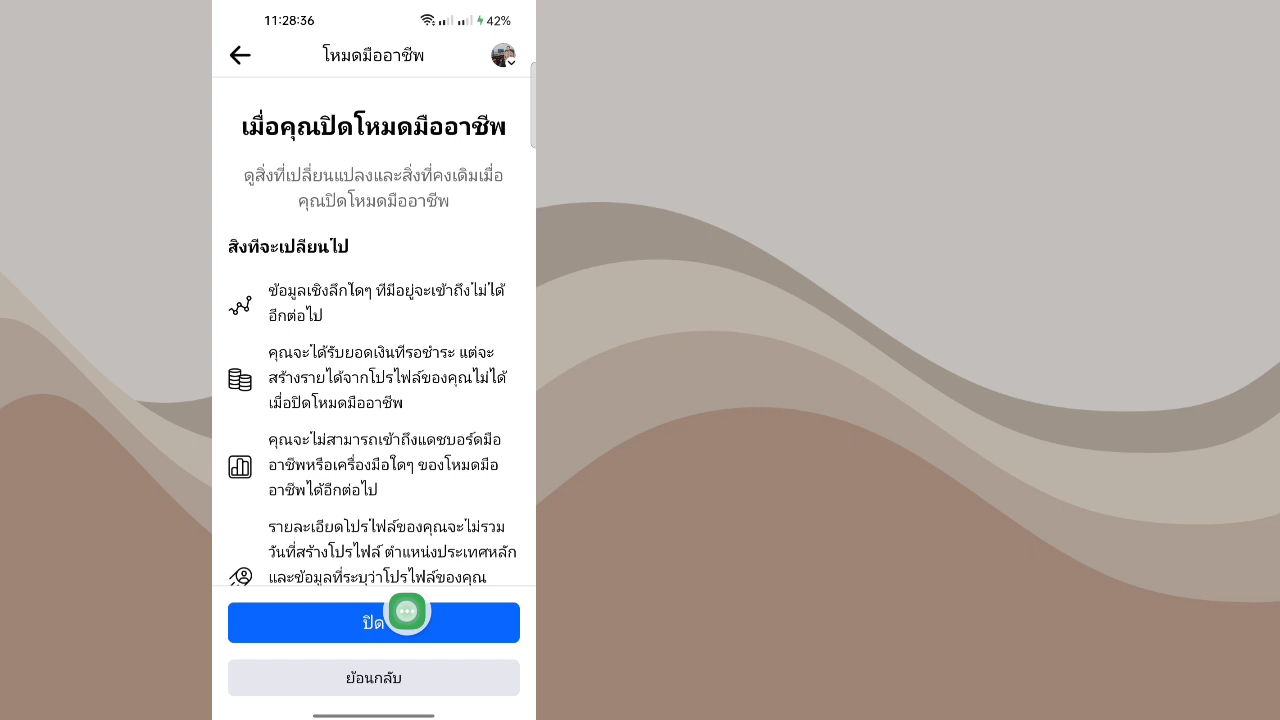 11:28:36
42%
โหมดมืออาชีพ
เมื่อคุณปิดโหมดมืออาชีพ
ดูสิ่งที่เปลี่ยนแปลงและสิ่งที่คงเดิมเมื่อ
คุณปิดโหมดมืออาชีพ
สิ่งที่จะเปลี่ยนไป
ข้อมูลเชิงลึกใดๆ ที่มีอยู่จะเข้าถึงไม่ได้
อีกต่อไป
คุณจะได้รับยอดเงินที่รอชำระ แต่จะ
สร้างรายได้จากโปรไฟล์ของคุณไม่ได้
เมื่อปิดโหมดมืออาชีพ
คุณจะไม่สามารถเข้าถึงแดชบอร์ดมือ
อาชีพหรือเครื่องมือใดๆ ของโหมดมือ
อาชีพได้อีกต่อไป
รายละเอียดโปรไฟล์ของคุณจะไม่รวม
วันที่สร้างโปรไฟล์ ตำแหน่งประเทศหลัก
และข้อมูลที่ระบุว่าโปรไฟล์ของคุณ
ปิด
ย้อนกลับ